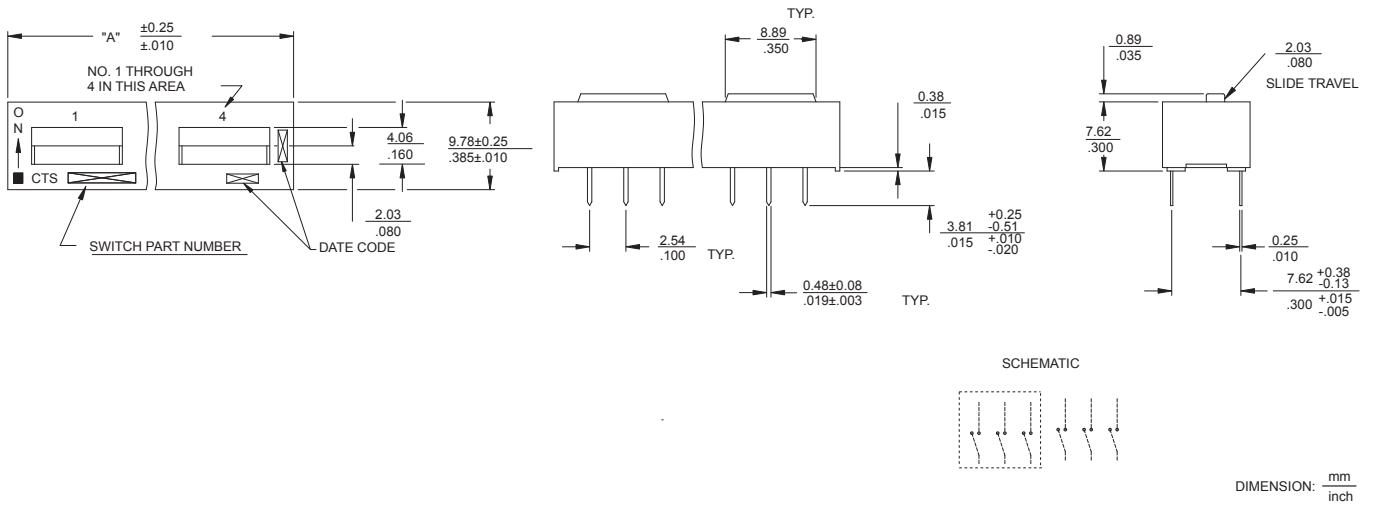 "A"
±0.25
±.010
NO. 1 THROUGH
4 IN THIS AREA
O
N
1
4
CTS
4.06
.160
9.78±0.25
.385±.010
2.03
.080
SWITCH PART NUMBER
DATE CODE
TYP.
8.89
.350
0.38
.015
2.54
.100
TYP.
3.81
.015
+0.25
-0.51
+.010
-.020
0.48±0.08
.019±.003
TYP.
0.89
.035
2.03
.080
SLIDE TRAVEL
7.62
.300
0.25
.010
7.62
+0.38
-0.13
.300
+.015
-.005
SCHEMATIC
DIMENSION:
mm
inch